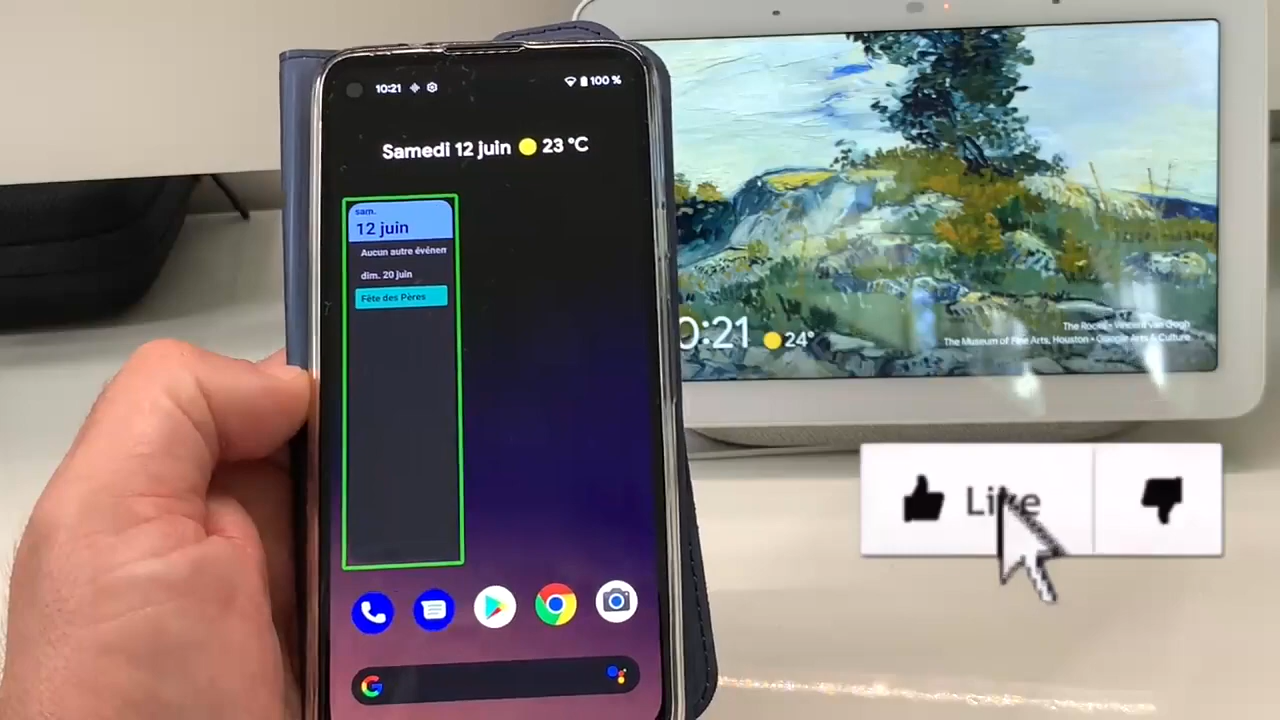 10:21
100 %
Samedi 12 juin 23 °C
sam.
12 juin
Aucun autre événem
dim. 20 juin
Fête des Pères
0:21 24°
The Rocks • Vincent van Gogh
The Museum of Fine Arts, Houston • Google Arts & Culture
Like